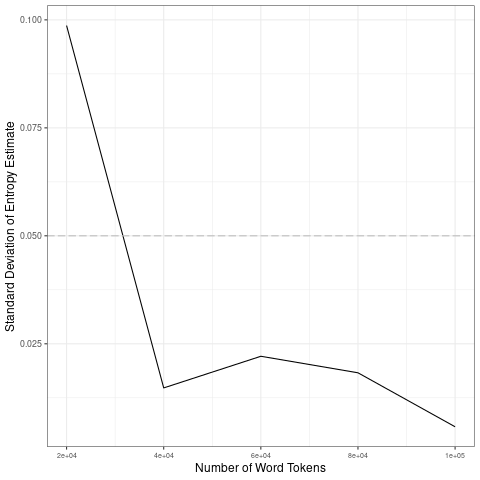 0.100
0.075
0.050
0.025
Standard Deviation of Entropy Estimate
2e+04 4e+04 6e+04 8e+04 1e+05
Number of Word Tokens